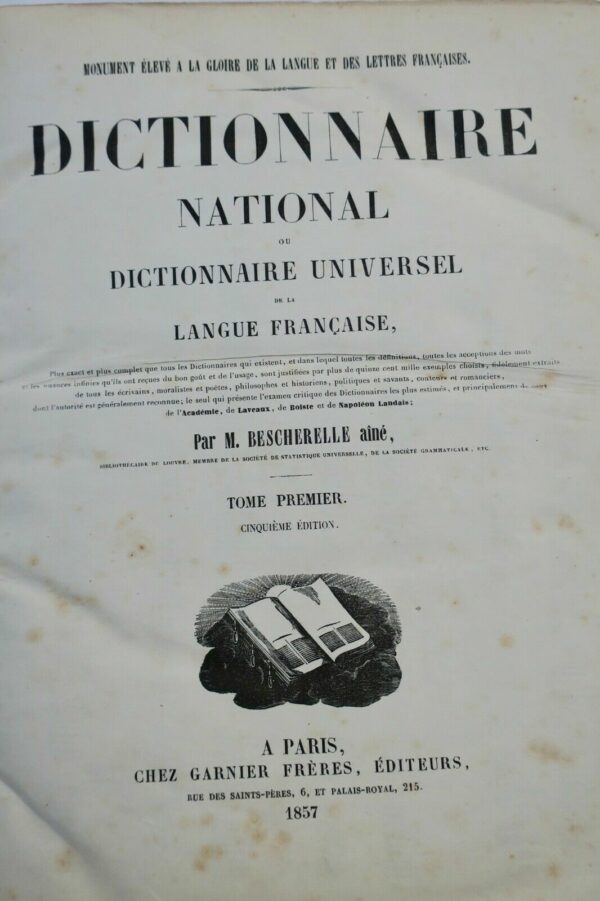 MONUMENT ÉLEVÉ A LA GLOIRE DE LA LANGUE ET DES LETTRES FRANÇAISES.
DICTIONNAIRE
NATIONAL
OU
DICTIONNAIRE UNIVERSEL
DE LA
LANGUE FRANÇAISE,
Plus exact et plus complet que tous les Dictionnaires qui existent, et dans lequel toutes les définitions, toutes les acceptions des mots
et les nuances infinies qu'ils ont reçues du bon goût et de l'usage, sont justifiées par plus de quinze cent mille exemples choisis, fidèlement extraits
de tous les écrivains, moralistes et poëtes, philosophes et historiens, politiques et savants, conteurs et romanciers,
dont l'autorité est généralement reconnue; le seul qui présente l'examen critique des Dictionnaires les plus estimés, et principalement de ceux
de l'Académie, de Laveaux, de Boiste et de Napoléon Landais;
Par M. BESCHERELLE aîné,
BIBLIOTHÉCAIRE DU LOUVRE, MEMBRE DE LA SOCIÉTÉ DE STATISTIQUE UNIVERSELLE, DE LA SOCIÉTÉ GRAMMATICALE, ETC.
TOME PREMIER.
CINQUIÈME ÉDITION.
A PARIS,
CHEZ GARNIER FRÈRES, ÉDITEURS,
RUE DES SAINTS-PÈRES, 6, ET PALAIS-ROYAL, 215.
1857